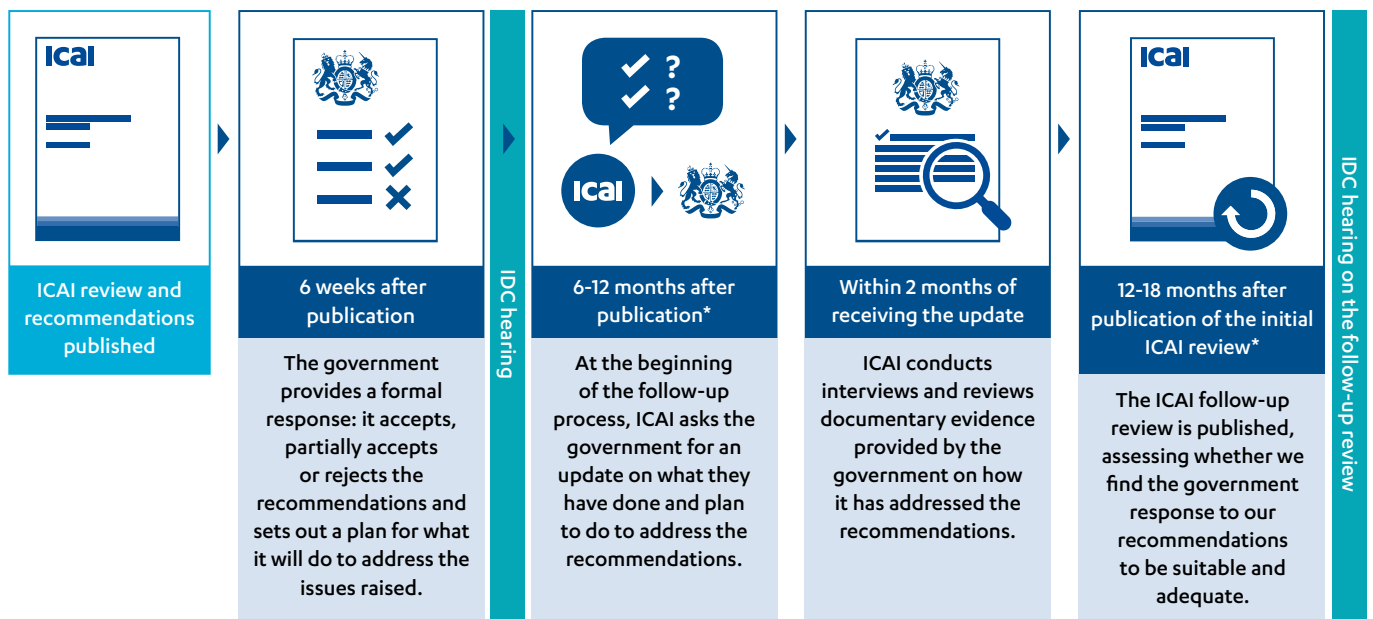 ıcaı
ICAI review and
recommendations
published
6 weeks after
publication
The government
provides a formal
response: it accepts,
partially accepts
or rejects the
recommendations and
sets out a plan for what
it will do to address the
issues raised.
IDC hearing
? 
?
ıcaı
6-12 months after
publication*
At the beginning
of the follow-up
process, ICAI asks the
government for an
update on what they
have done and plan
to do to address the
recommendations.
Within 2 months of
receiving the update
ICAI conducts
interviews and reviews
documentary evidence
provided by the
government on how
it has addressed the
recommendations.
ıcaı
12-18 months after
publication of the initial
ICAI review*
The ICAI follow-up
review is published,
assessing whether we
find the government
response to our
recommendations
to be suitable and
adequate.
IDC hearing on the follow-up review